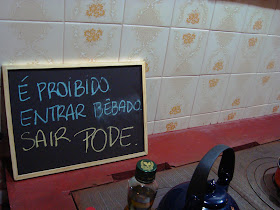 É PROIBIDO
ENTRAR BÊBADO.
SAIR PODE.